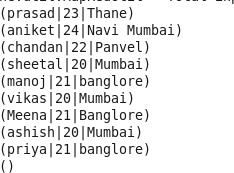 (prasad|23|Thane)
(aniket|24|Navi Mumbai)
(chandan|22|Panvel)
(sheetal|20|Mumbai)
(manoj|21|banglore)
(vikas|20|Mumbai)
(Meena|21|Banglore)
(ashish|20|Mumbai)
(priya|21|banglore)
()